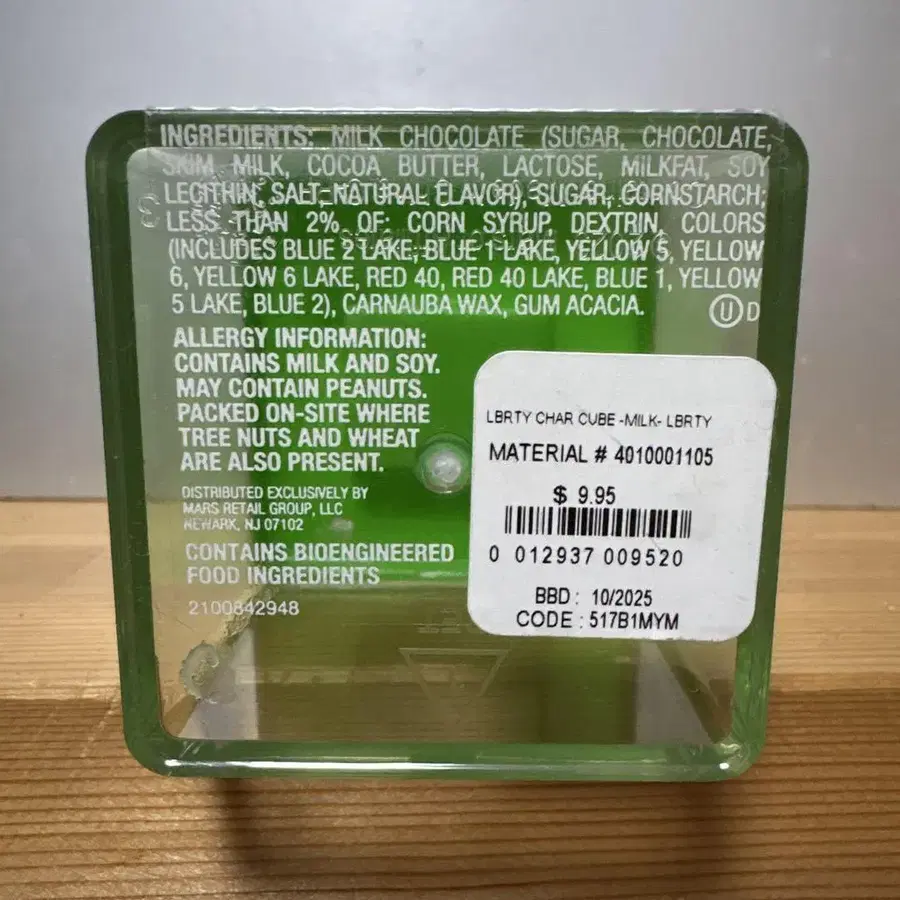 INGREDIENTS: MILK CHOCOLATE (SUGAR, CHOCOLATE,
SKIM MILK, COCOA BUTTER, LACTOSE, MILKFAT, SOY
LECITHIN, SALT, NATURAL FLAVOR), SUGAR, CORNSTARCH;
LESS THAN 2% OF: CORN SYRUP, DEXTRIN, COLORS
(INCLUDES BLUE 2 LAKE, BLUE 1 LAKE, YELLOW 5, YELLOW
6, YELLOW 6 LAKE, RED 40, RED 40 LAKE, BLUE 1, YELLOW
5 LAKE, BLUE 2), CARNAUBA WAX, GUM ACACIA.
U D
ALLERGY INFORMATION:
CONTAINS MILK AND SOY.
MAY CONTAIN PEANUTS.
PACKED ON-SITE WHERE
TREE NUTS AND WHEAT
ARE ALSO PRESENT.
DISTRIBUTED EXCLUSIVELY BY
MARS RETAIL GROUP, LLC
NEWARK, NJ 07102
CONTAINS BIOENGINEERED
FOOD INGREDIENTS
2100842948
LBRTY CHAR CUBE -MILK- LBRTY
MATERIAL # 4010001105
$ 9.95
0 012937 009520
BBD : 10/2025
CODE : 517B1MYM